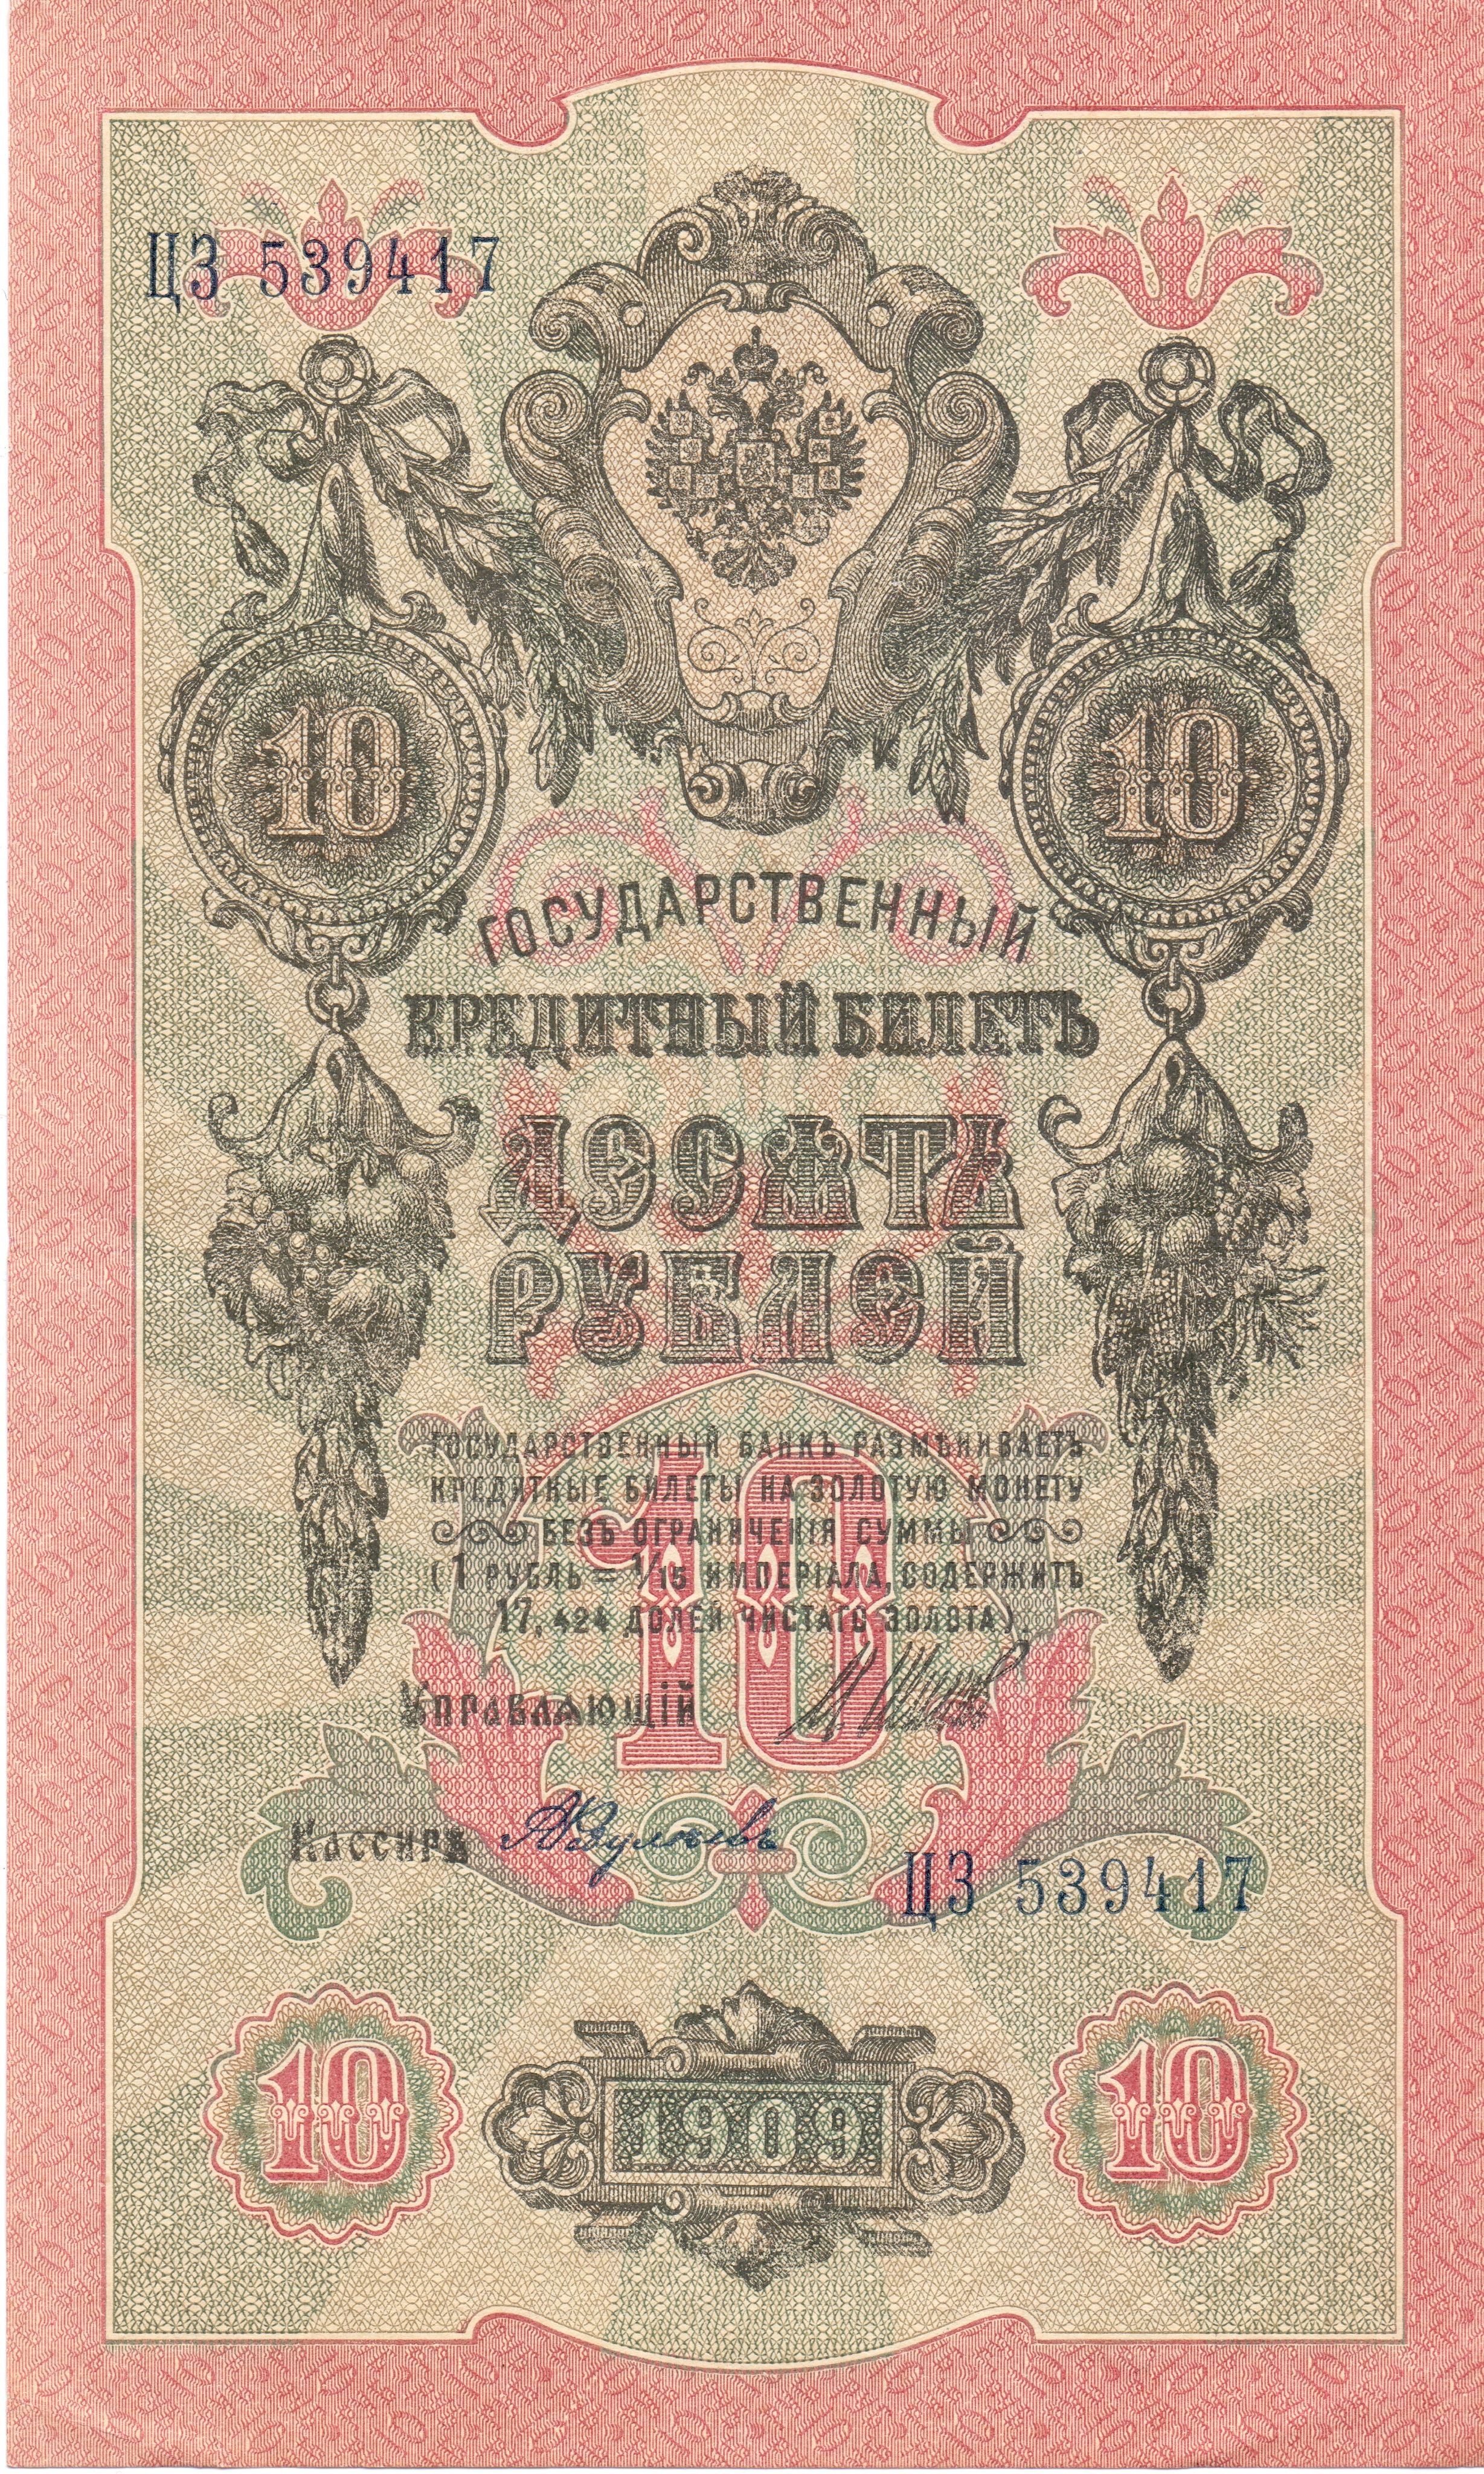 ЦЗ 539417
10 10
ГОСУДАРСТВЕННЫЙ
КРЕДИТНЫЙ БИЛЕТЪ
ДЕСЯТЬ
РУБЛЕЙ
ГОСУДАРСТВЕННЫЙ БАНКЪ РАЗМѢНИВАЕТЪ
КРЕДИТНЫЕ БИЛЕТЫ НА ЗОЛОТУЮ МОНЕТУ
БЕЗЪ ОГРАНИЧЕНІЯ СУММЫ
(1 РУБЛЬ = 1/15 ИМПЕРІАЛА, СОДЕРЖИТЪ
17,424 ДОЛЕЙ ЧИСТАГО ЗОЛОТА).
10
Управляющій
Кассиръ
ЦЗ 539417
10 1909 10